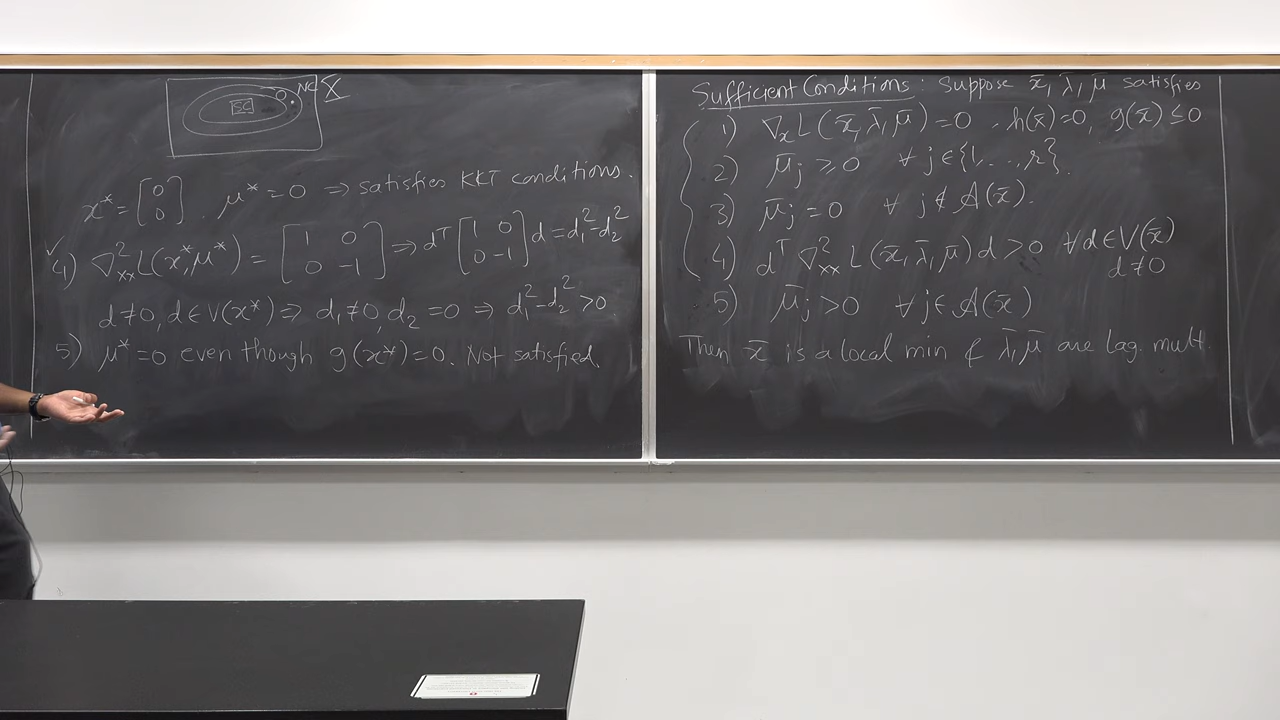 SC
NC
X
x* = [0 0] . μ* = 0 ⇒ satisfies KKT conditions.
✓ 4) ∇²xx L(x*, μ*) = [1 0 0 -1] ⇒ dᵀ [1 0 0 -1] d = d₁² - d₂²
d ≠ 0, d ∈ V(x*) ⇒ d₁ ≠ 0, d₂ = 0 ⇒ d₁² - d₂² > 0
5) μ* = 0 even though g(x*) = 0. Not satisfied.
Sufficient Conditions : Suppose x̄, λ̄, μ̄ satisfies
1) ∇x L(x̄, λ̄, μ̄) = 0 , h(x̄) = 0, g(x̄) ≤ 0
2) μ̄j ≥ 0 ∀ j ∈ {1, ..., r}.
3) μ̄j = 0 ∀ j ∉ A(x̄).
4) dᵀ ∇²xx L(x̄, λ̄, μ̄) d > 0 ∀ d ∈ V(x̄)
d ≠ 0
5) μ̄j > 0 ∀ j ∈ A(x̄)
Then x̄ is a local min & λ̄, μ̄ are lag. mult.